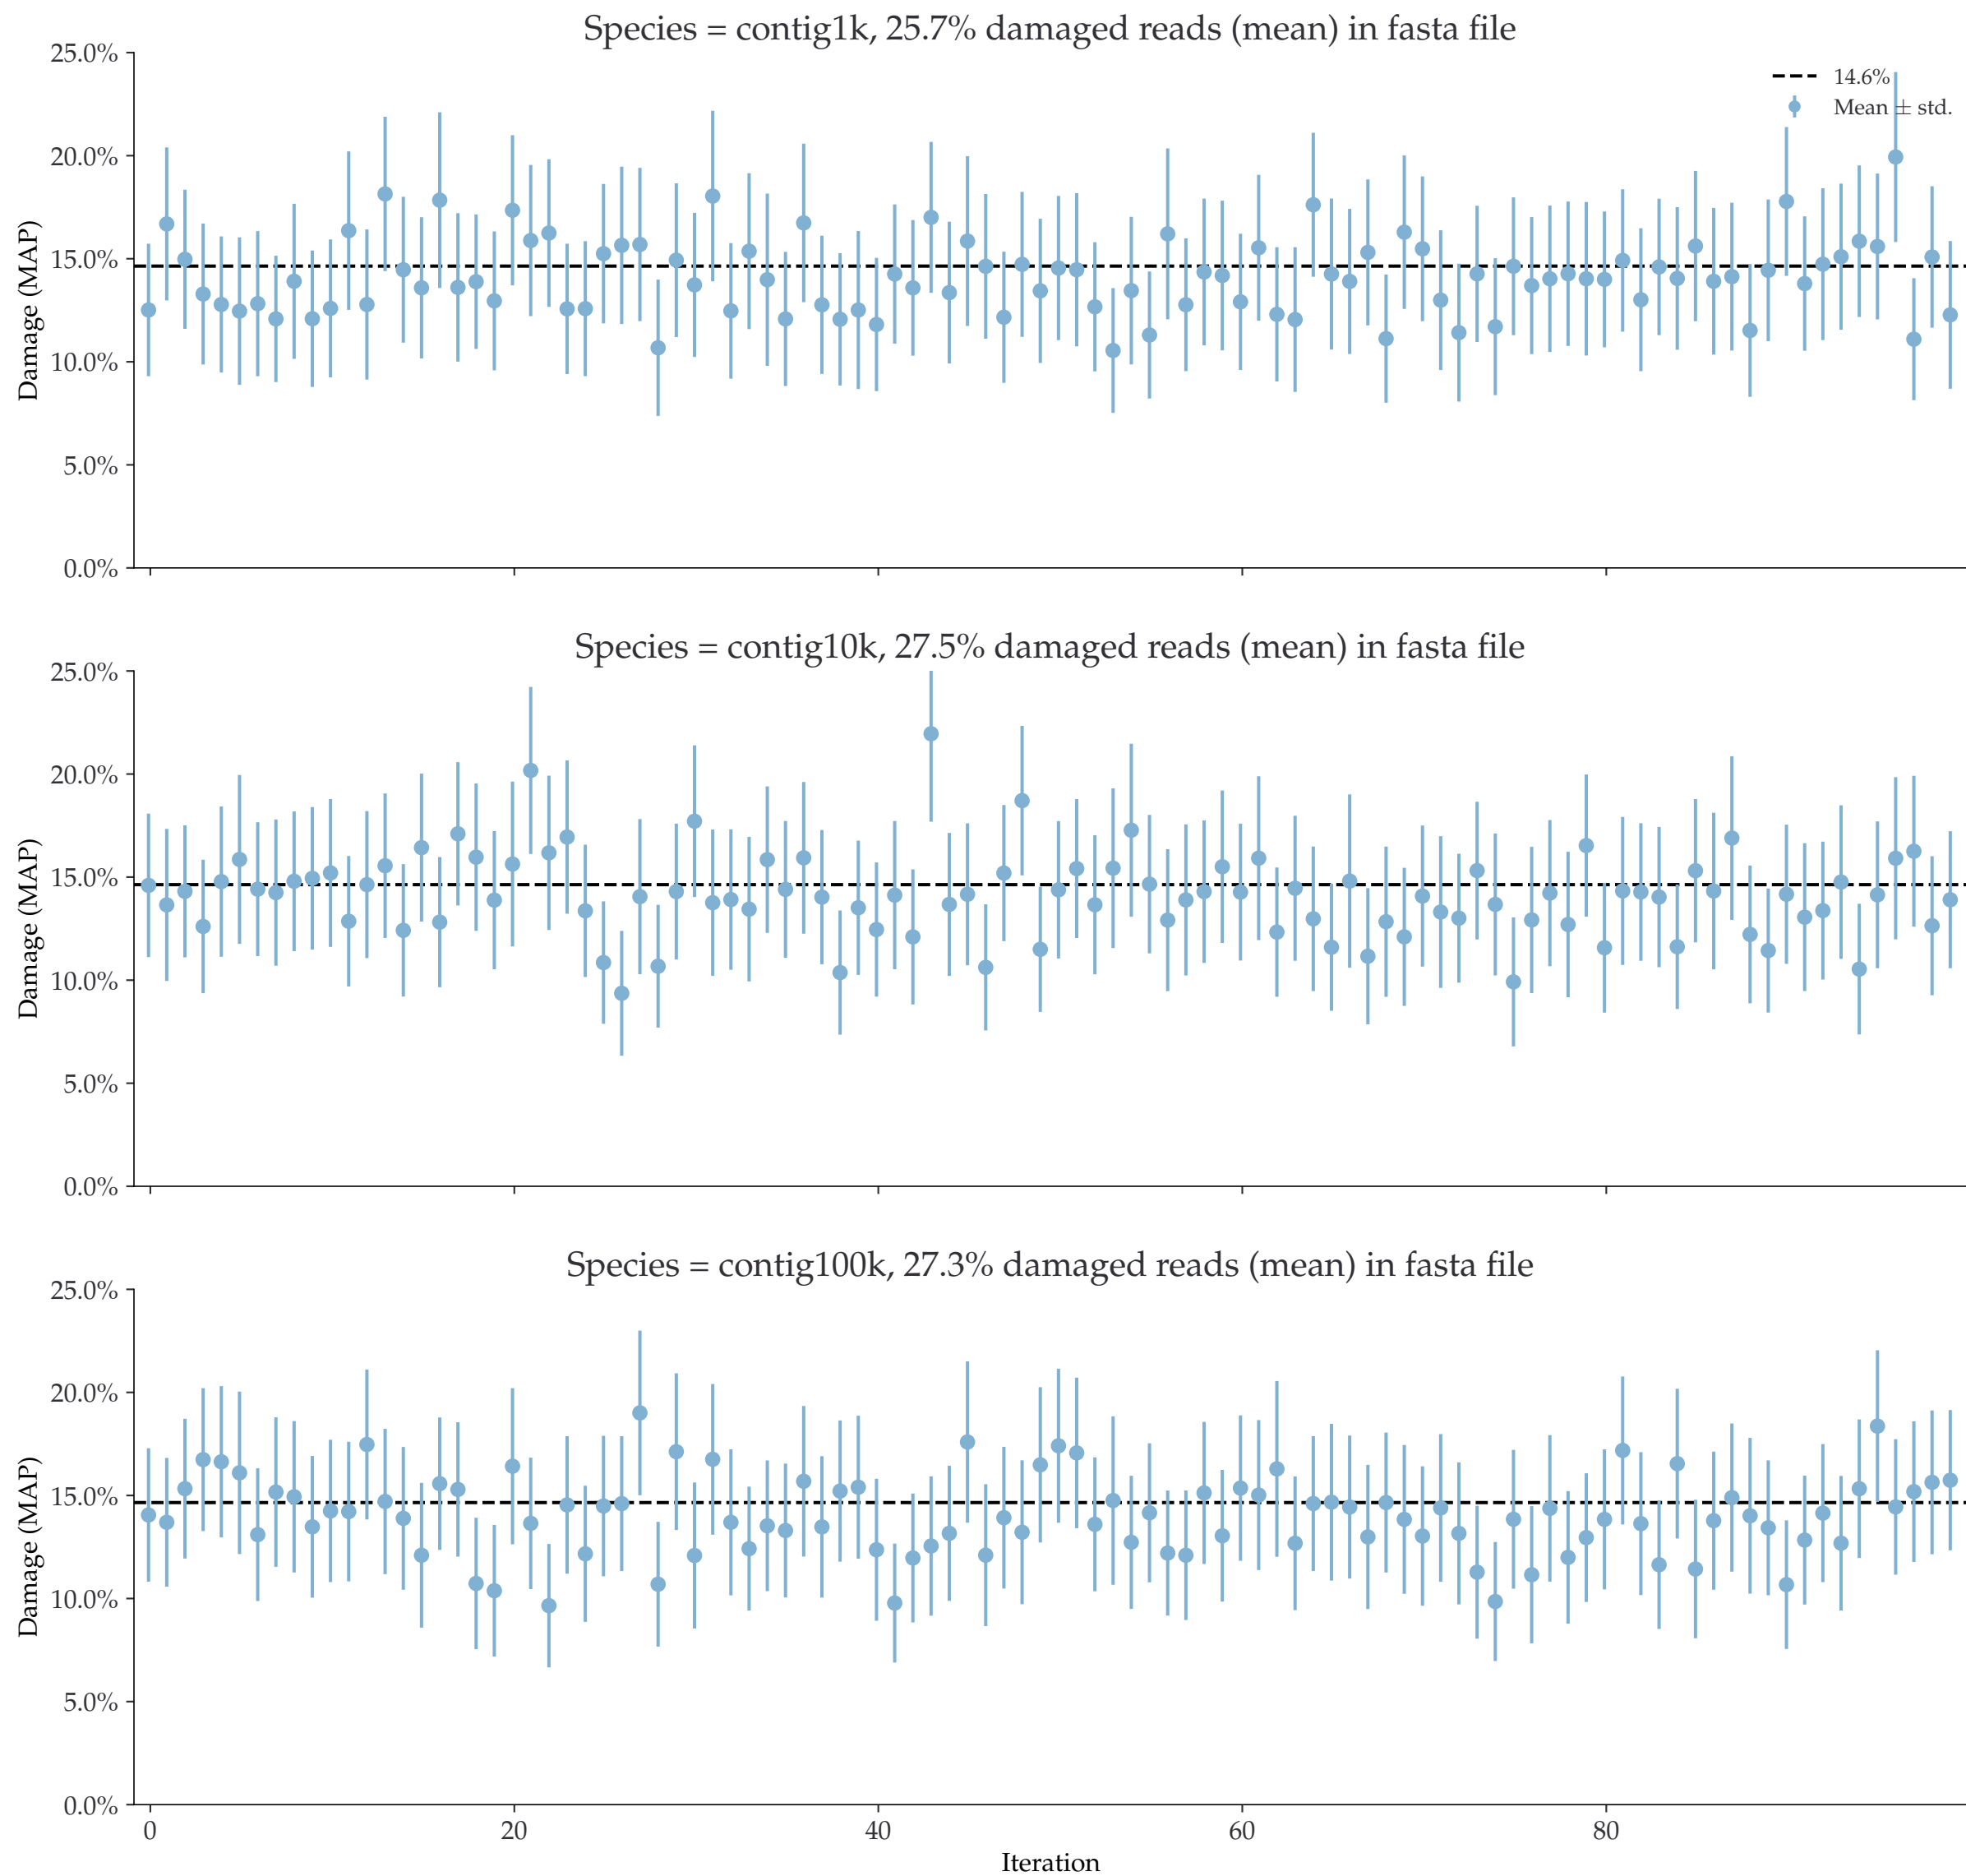 Species = contig1k, 25.7% damaged reads (mean) in fasta file
25.0%
20.0%
15.0%
10.0%
5.0%
0.0%
Damage (MAP)
14.6%
Mean ± std.
Species = contig10k, 27.5% damaged reads (mean) in fasta file
25.0%
20.0%
15.0%
10.0%
5.0%
0.0%
Damage (MAP)
Species = contig100k, 27.3% damaged reads (mean) in fasta file
25.0%
20.0%
15.0%
10.0%
5.0%
0.0%
Damage (MAP)
0 20 40 60 80
Iteration